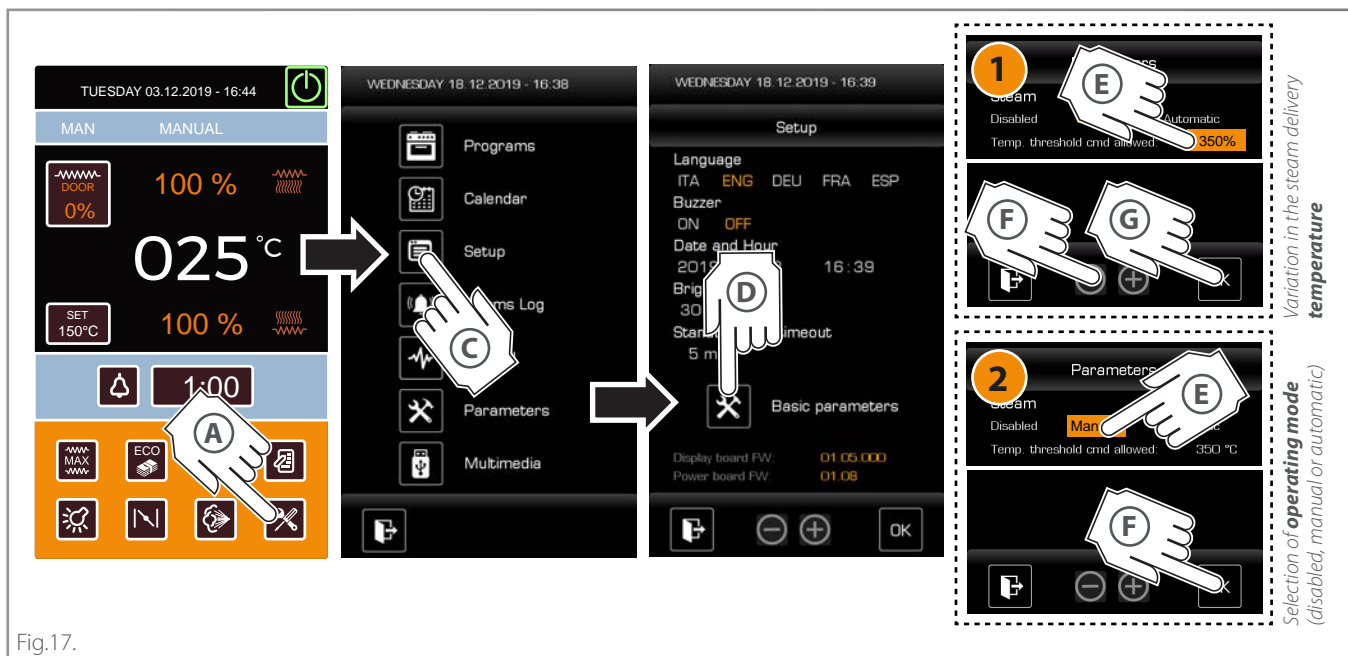 TUESDAY 03.12.2019 - 16:44
MAN MANUAL
DOOR
0%
100 %
025 °C
SET
150°C
100 %
1:00
A
MAX
ECO
WEDNESDAY 18.12.2019 - 16:38
Programs
Calendar
Setup
Log
C
Parameters
Multimedia
WEDNESDAY 18.12.2019 - 16:39
Setup
Language
ITA ENG DEU FRA ESP
Buzzer
ON OFF
Date and Hour
16:39
30
D
5
Basic parameters
Display board FW: 01.05.000
Power board FW: 01.08
OK
1
E
Steam
Disabled Automatic
Temp. threshold cmd allowed: 350%
F
G
Variation in the steam delivery
temperature
2
Parameters
E
Steam
Disabled
Temp. threshold cmd allowed: 350 °C
F
Selection of operating mode
(disabled, manual or automatic)
Fig.17.